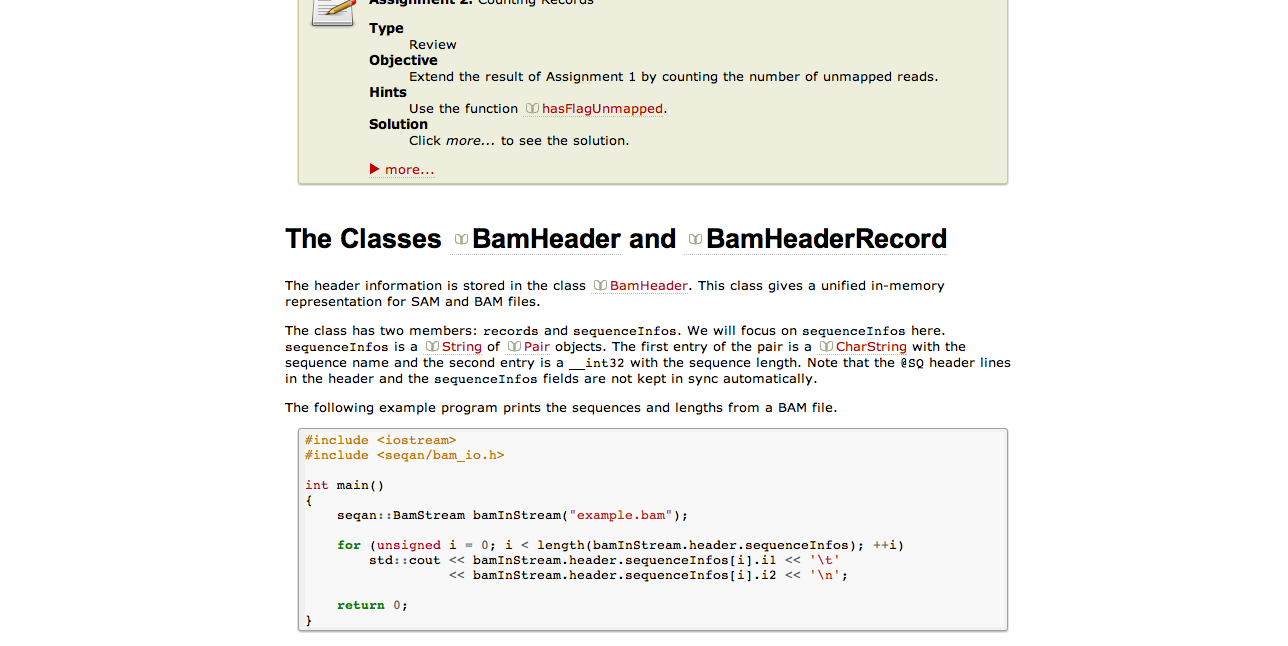 Assignment 2. Counting Records
Type
Review
Objective
Extend the result of Assignment 1 by counting the number of unmapped reads.
Hints
Use the function hasFlagUnmapped.
Solution
Click more... to see the solution.
more...
The Classes BamHeader and BamHeaderRecord
The header information is stored in the class BamHeader. This class gives a unified in-memory
representation for SAM and BAM files.
The class has two members: records and sequenceInfos. We will focus on sequenceInfos here.
sequenceInfos is a String of Pair objects. The first entry of the pair is a CharString with the
sequence name and the second entry is a __int32 with the sequence length. Note that the @SQ header lines
in the header and the sequenceInfos fields are not kept in sync automatically.
The following example program prints the sequences and lengths from a BAM file.
#include <iostream>
#include <seqan/bam_io.h>
int main()
{
    seqan::BamStream bamInStream("example.bam");
    for (unsigned i = 0; i < length(bamInStream.header.sequenceInfos); ++i)
        std::cout << bamInStream.header.sequenceInfos[i].i1 << '\t'
                  << bamInStream.header.sequenceInfos[i].i2 << '\n';
    return 0;
}